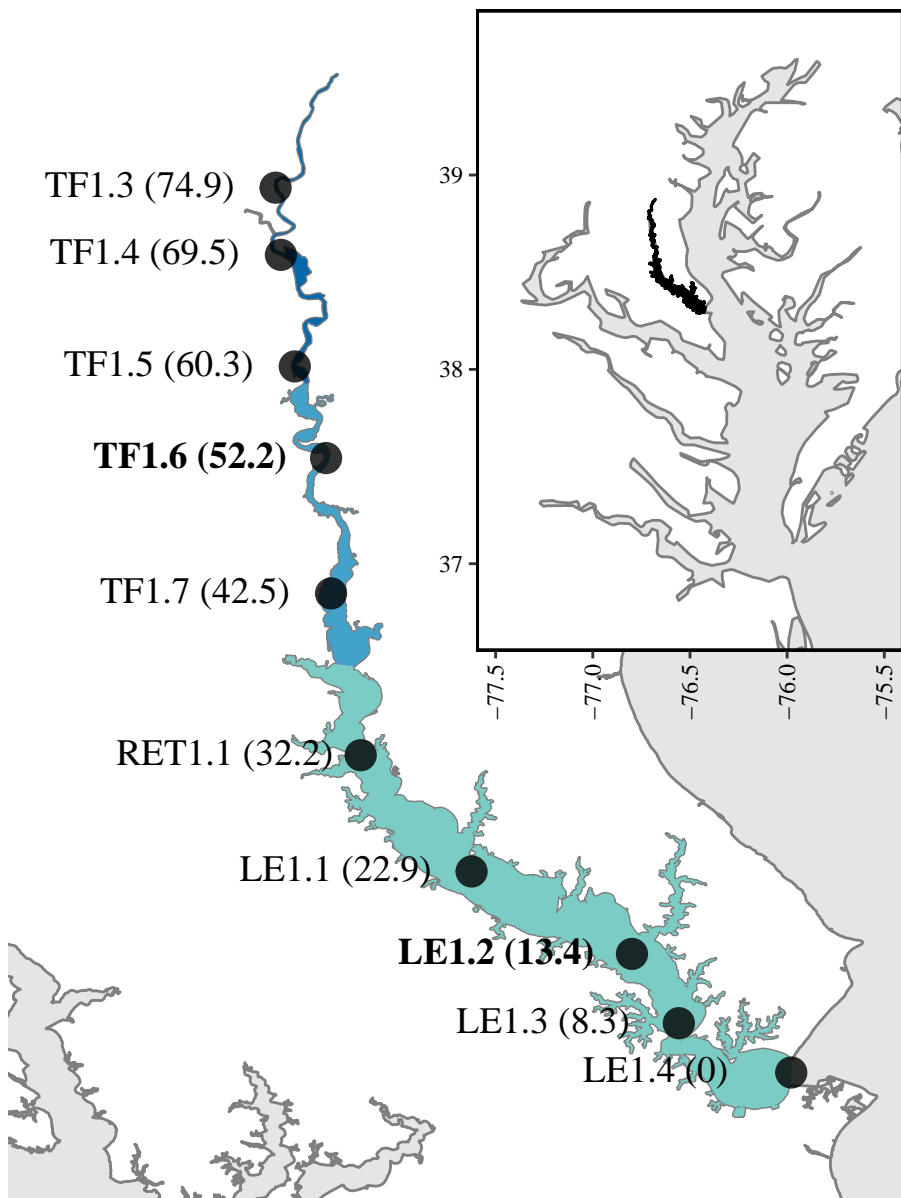 39
TF1.3 (74.9)
TF1.4 (69.5)
TF1.5 (60.3)
38
TF1.6 (52.2)
37
TF1.7 (42.5)
−77.5
−77.0
−76.5
−76.0
−75.5
RET1.1 (32.2)
LE1.1 (22.9)
LE1.2 (13.4)
LE1.3 (8.3)
LE1.4 (0)